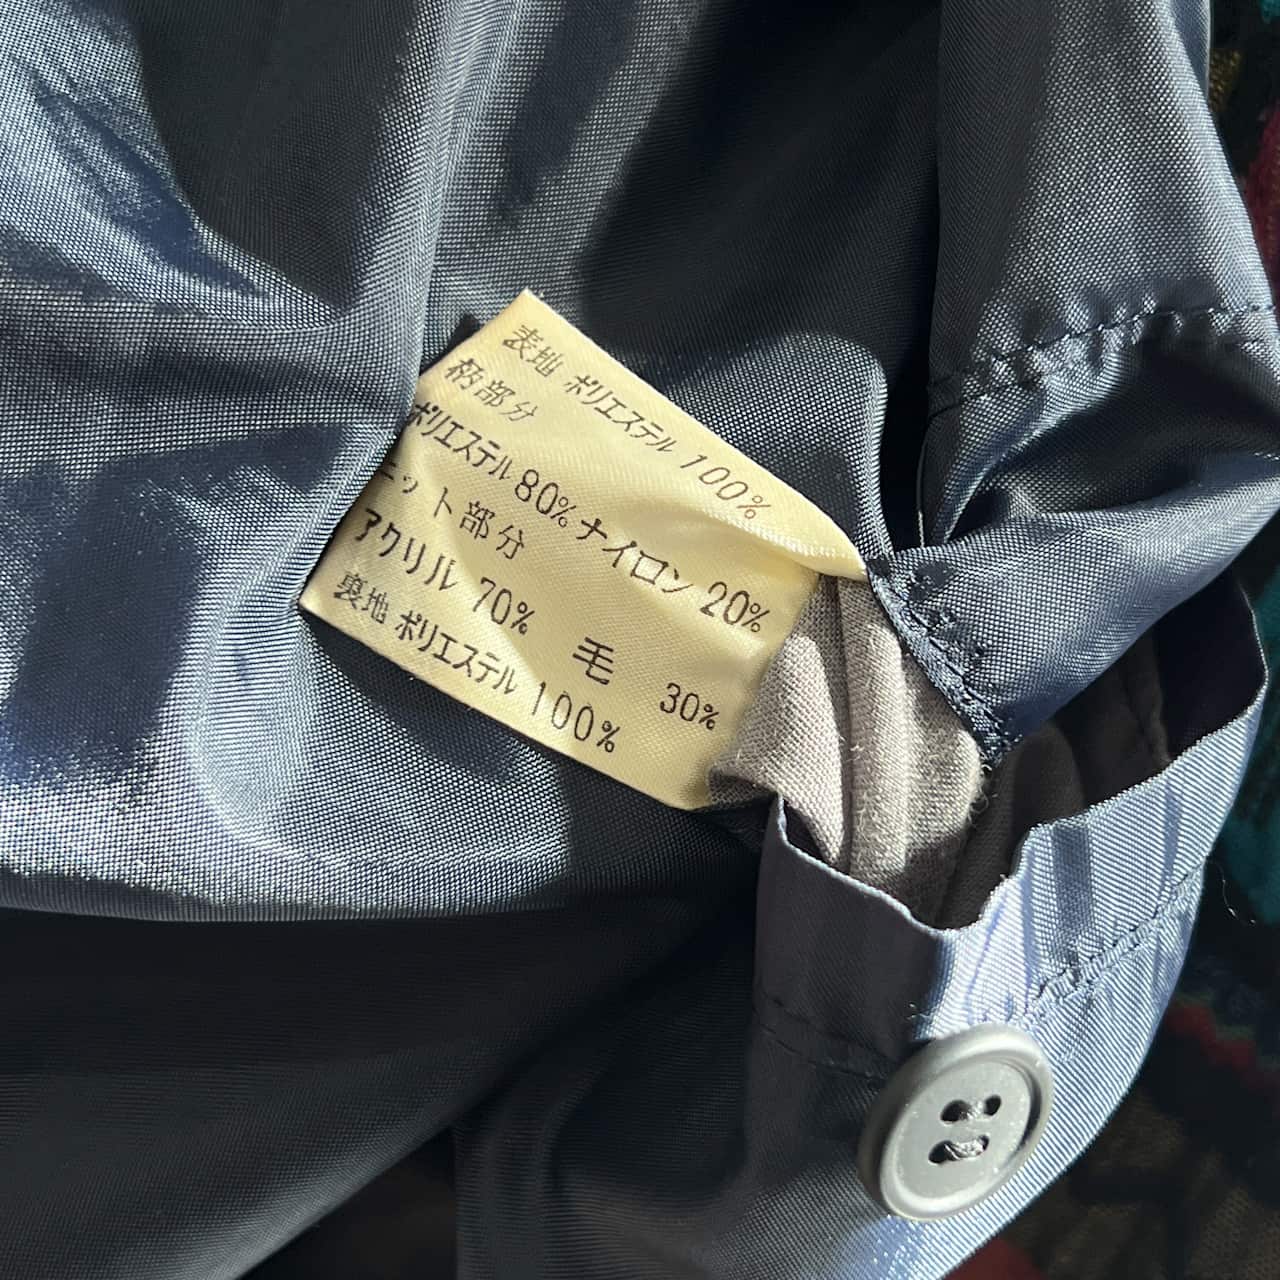 表地 ポリエステル 100%
柄部分
ポリエステル 80% ナイロン 20%
ニット部分
アクリル 70% 毛 30%
裏地 ポリエステル 100%